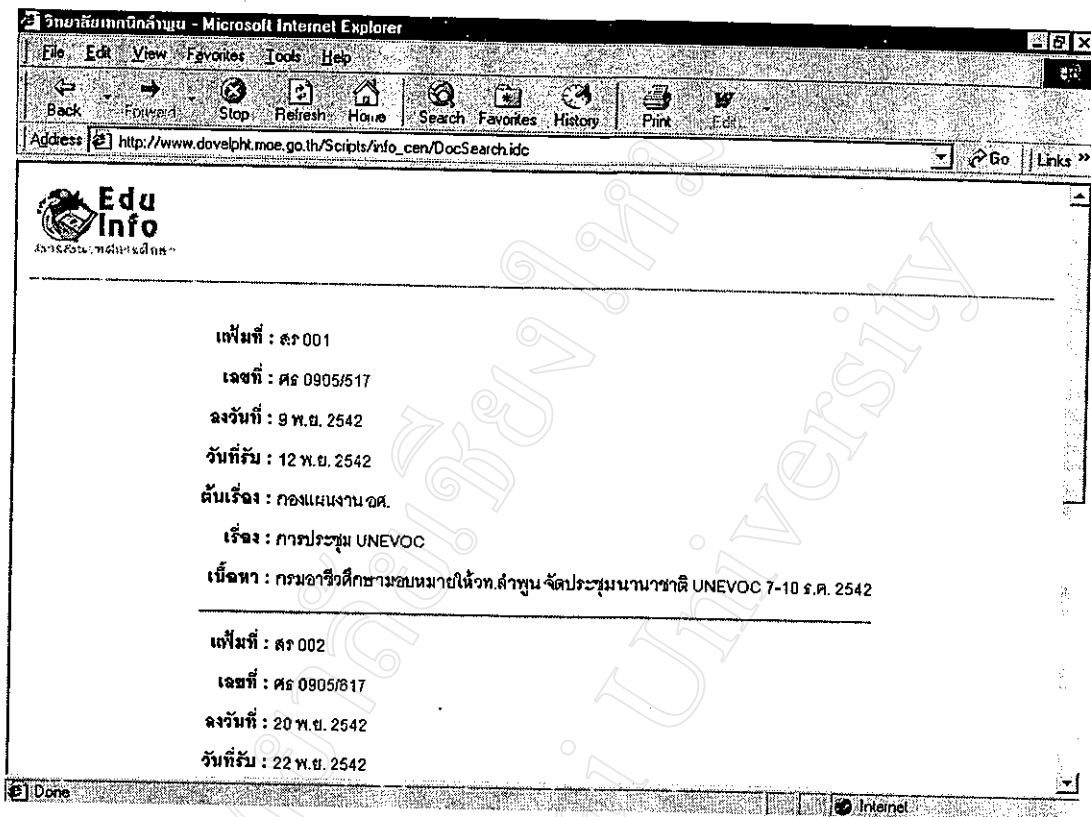 วิทยาลัยเทคนิคลำพูน - Microsoft Internet Explorer
File Edit View Favorites Tools Help
Back Forward Stop Refresh Home Search Favorites History Print Edit
Address http://www.dovelpht.moe.go.th/Scripts/info_cen/DocSearch.idc Go Links »
Edu
Info
แฟ้มที่ : สร 001
เลขที่ : ศธ 0905/517
ลงวันที่ : 9 พ.ย. 2542
วันที่รับ : 12 พ.ย. 2542
ต้นเรื่อง : กองแผนงาน อศ.
เรื่อง : การประชุม UNEVOC
เนื้อหา : กรมอาชีวศึกษามอบหมายให้วท.ลำพูน จัดประชุมนานาชาติ UNEVOC 7-10 ธ.ค. 2542
แฟ้มที่ : สร 002
เลขที่ : ศธ 0905/617
ลงวันที่ : 20 พ.ย. 2542
วันที่รับ : 22 พ.ย. 2542
Done Internet